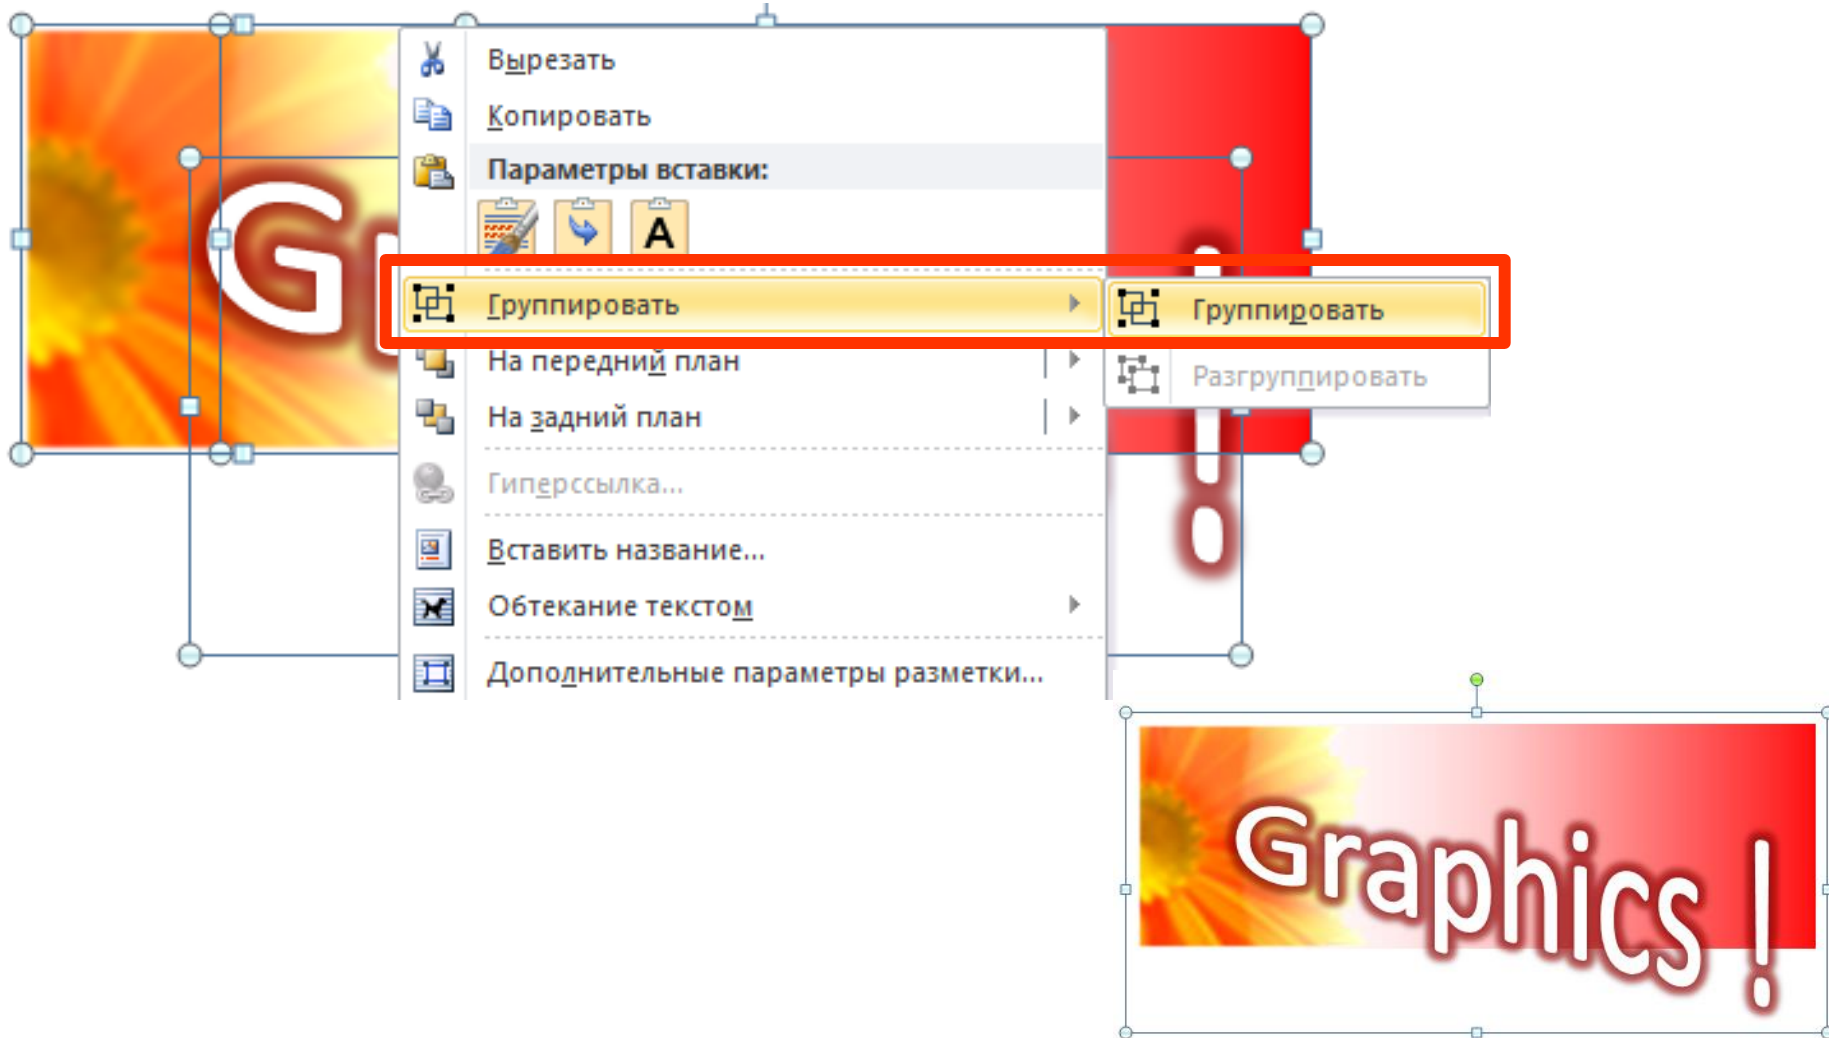 Вырезать
Копировать
Параметры вставки:
A
Группировать
Группировать
На передний план
Разгруппировать
На задний план
Гиперссылка...
Вставить название...
Обтекание текстом
Дополнительные параметры разметки...
G
!
Graphics !